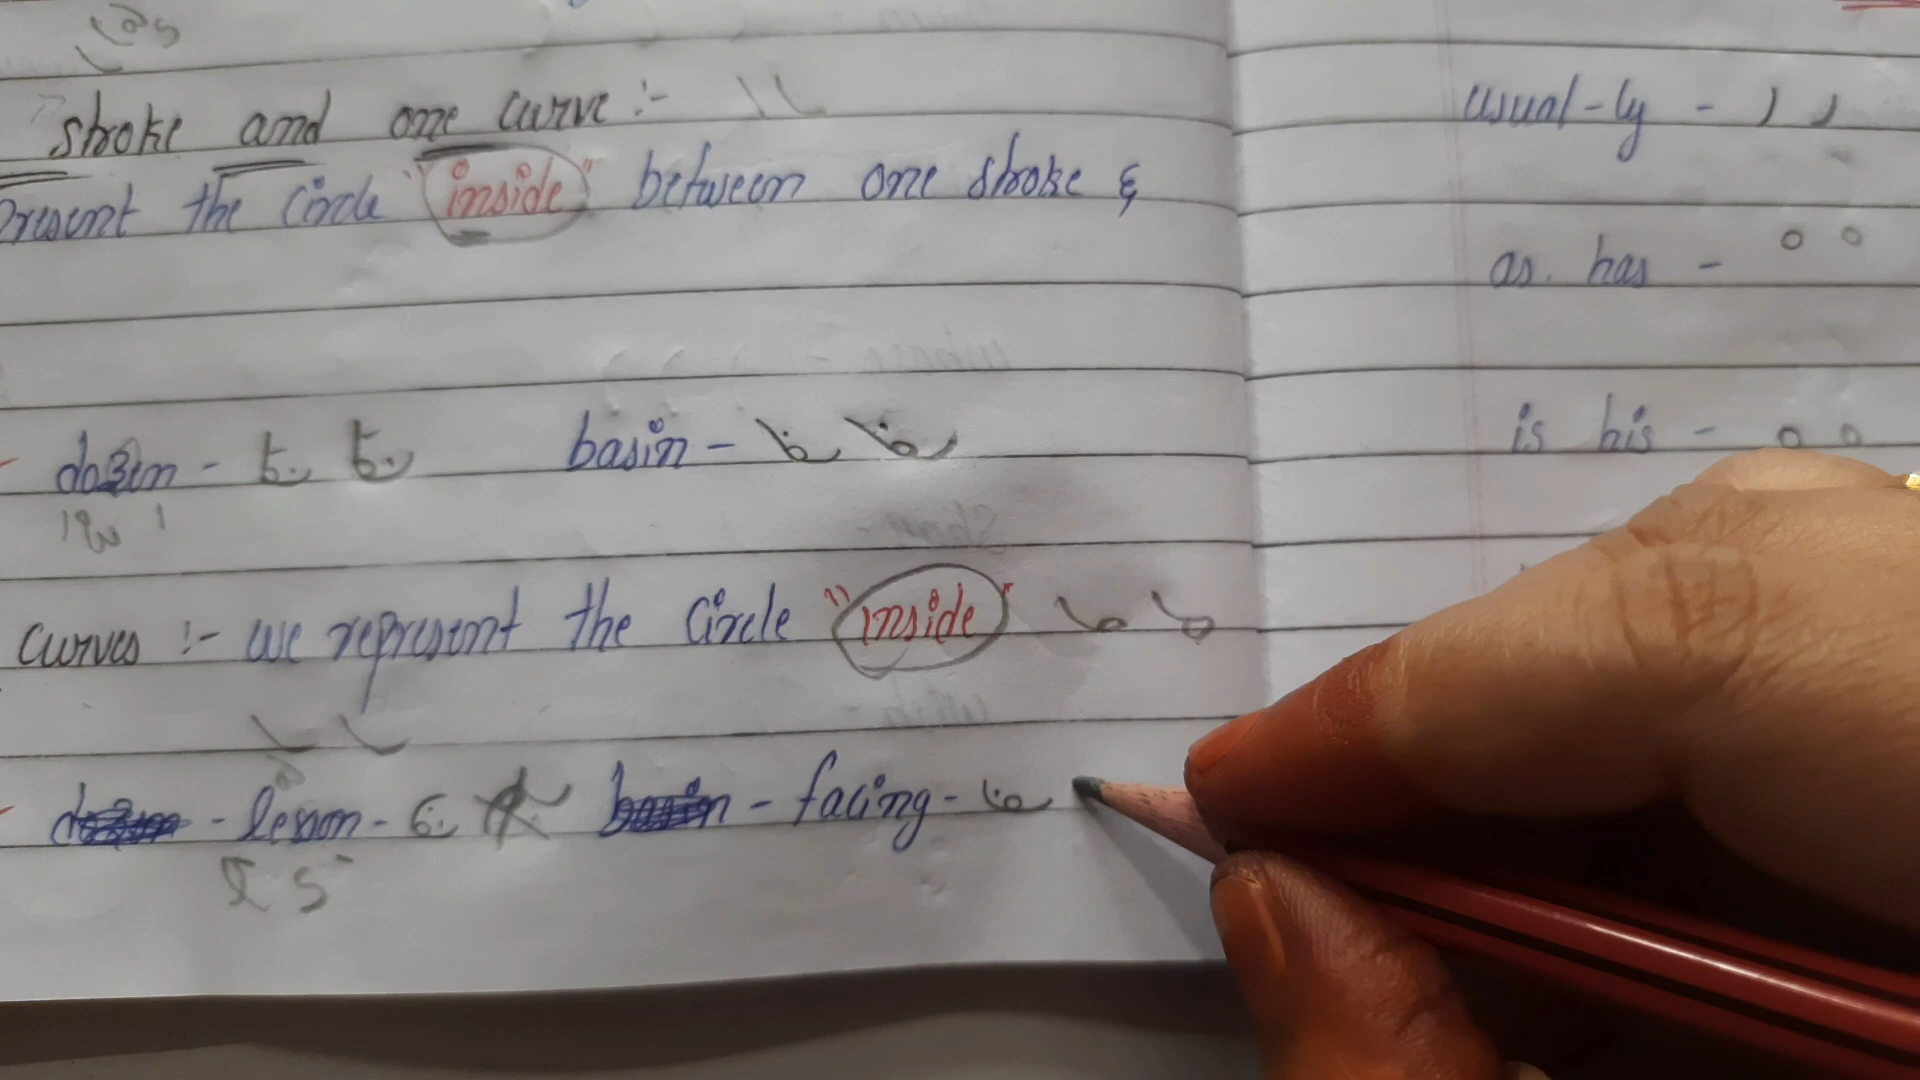 stroke and one curve :-
Present the Circle "inside" between one stroke &
dozen - basin -
curves :- we represent the Circle "inside"
- lesson - - facing -
usual-ly -
as. has -
is his -